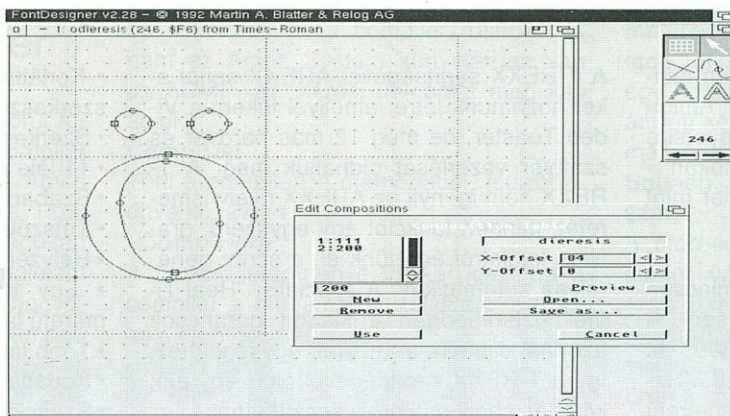 FontDesigner v2.28 - © 1992 Martin A. Blatter & Relog AG
1: odieresis (246, $F6) from Times-Roman
246
Edit Compositions
Composition Table
1:111
2:200
200
New
Remove
Use
dieresis
X-Offset 84
Y-Offset 0
Preview
Open...
Save as...
Cancel